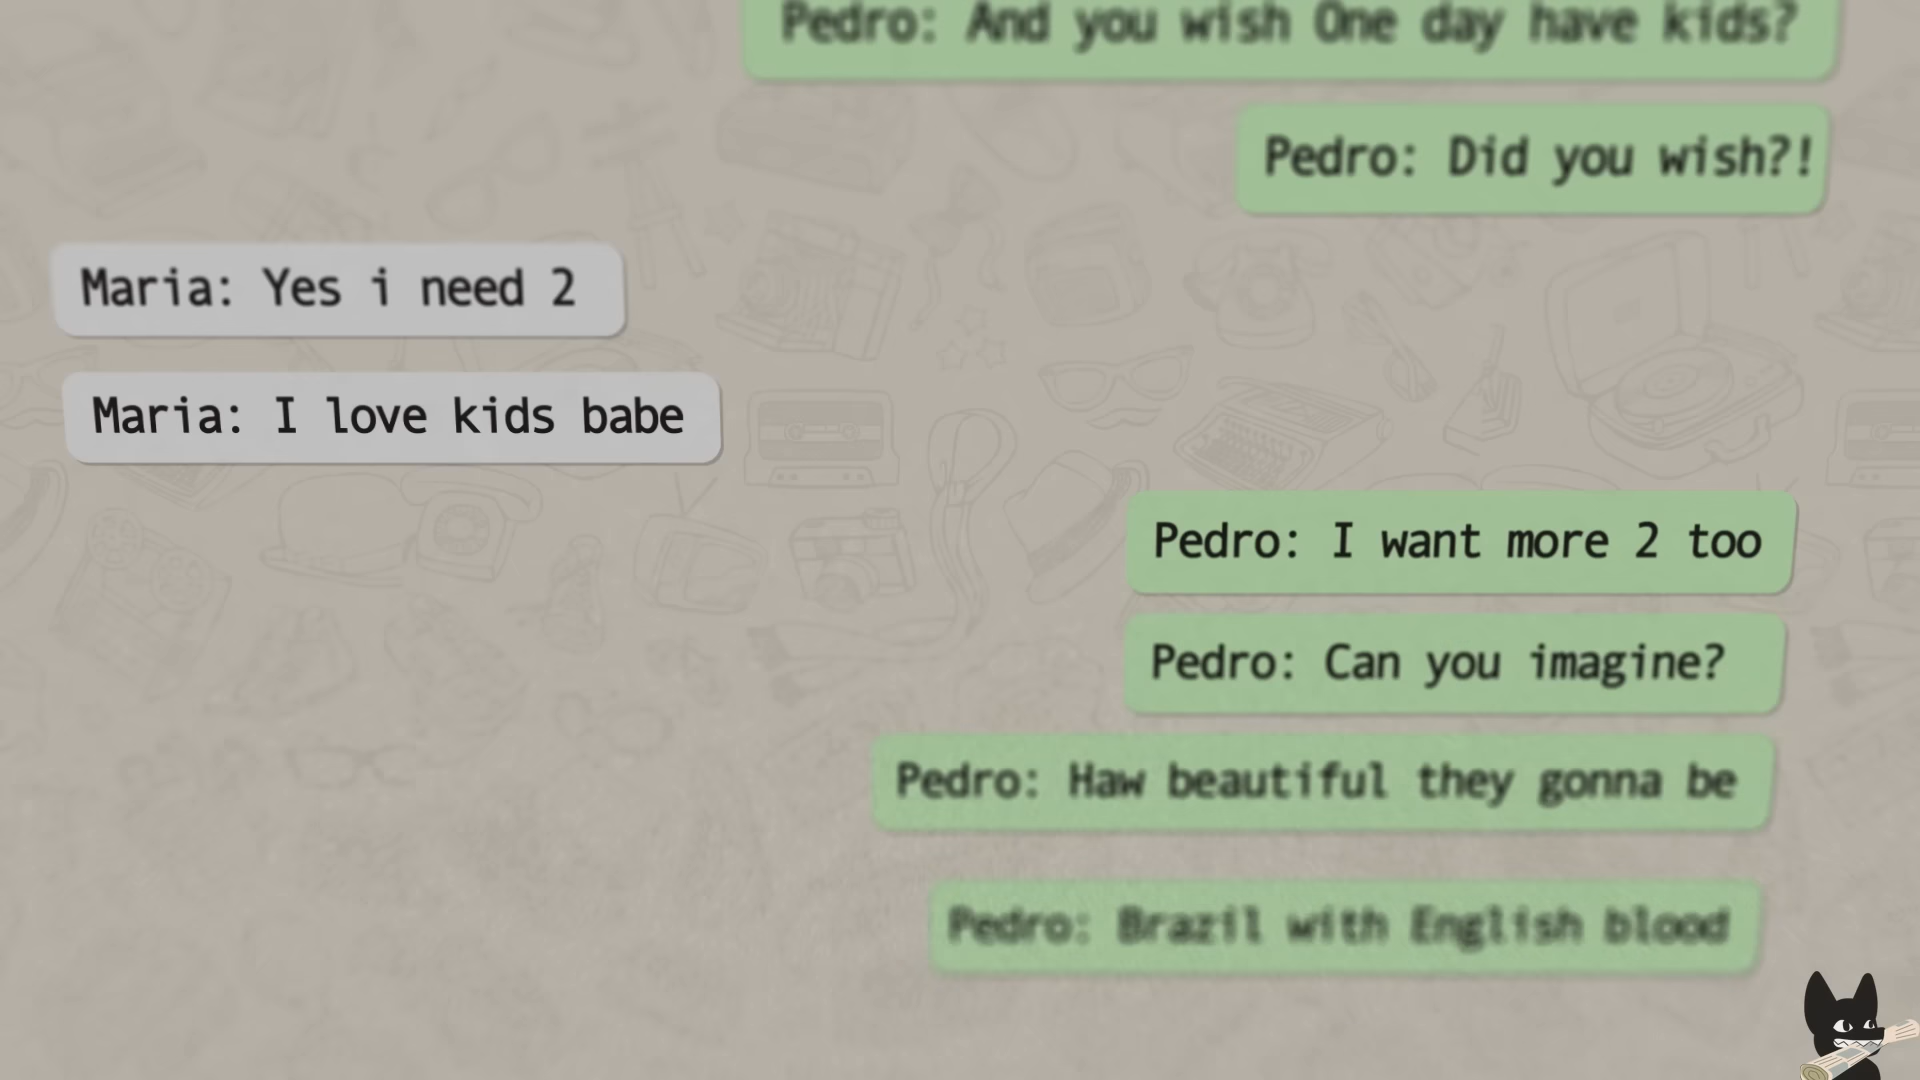 Pedro: And you wish One day have kids?
Pedro: Did you wish?!
Maria: Yes i need 2
Maria: I love kids babe
Pedro: I want more 2 too
Pedro: Can you imagine?
Pedro: Haw beautiful they gonna be
Pedro: Brazil with English blood